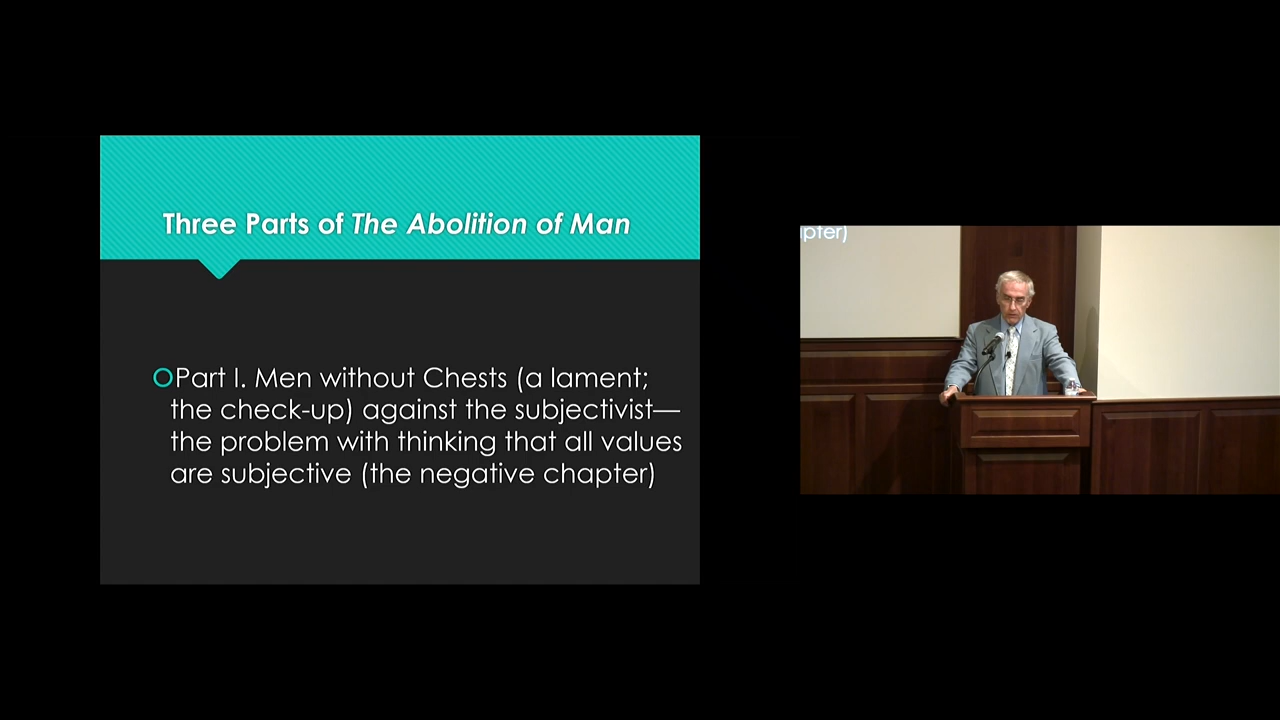 Three Parts of The Abolition of Man
Part I. Men without Chests (a lament;
the check-up) against the subjectivist—
the problem with thinking that all values
are subjective (the negative chapter)
pter)